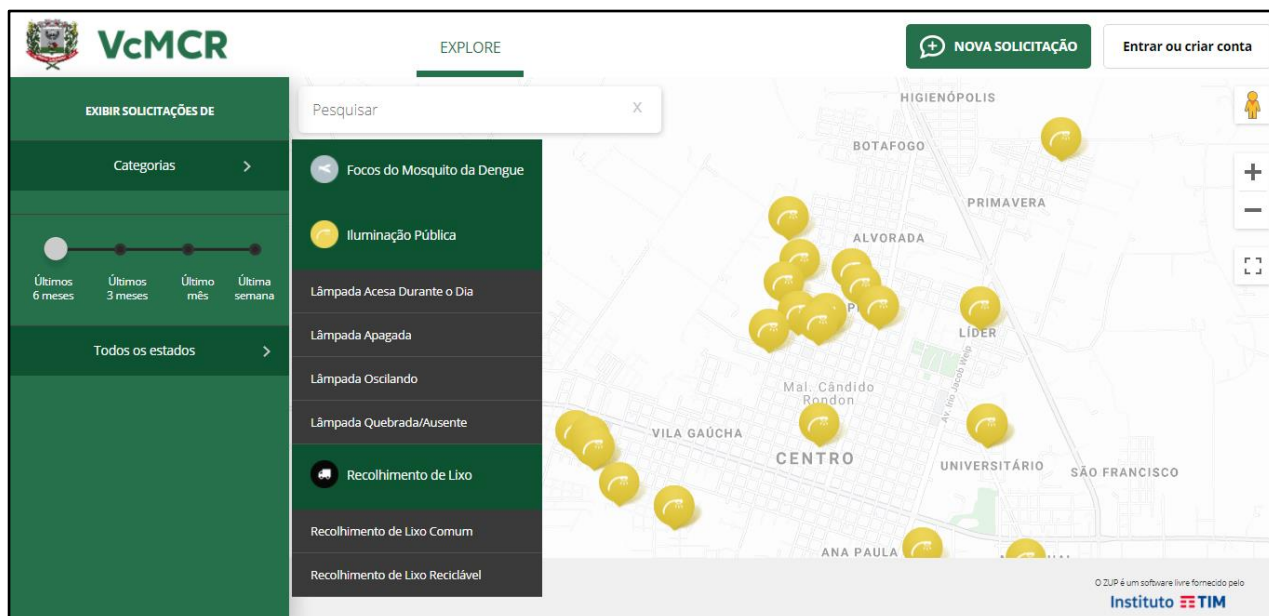 VcMCR
EXPLORE
NOVA SOLICITAÇÃO
Entrar ou criar conta
EXIBIR SOLICITAÇÕES DE
Categorias
Últimos
6 meses
Últimos
3 meses
Último
mês
Última
semana
Todos os estados
Pesquisar
X
Focos do Mosquito da Dengue
Iluminação Pública
Lâmpada Acesa Durante o Dia
Lâmpada Apagada
Lâmpada Oscilando
Lâmpada Quebrada/Ausente
Recolhimento de Lixo
Recolhimento de Lixo Comum
Recolhimento de Lixo Reciclável
HIGIENÓPOLIS
BOTAFOGO
PRIMAVERA
ALVORADA
LÍDER
Av. Irio Jacob Welp
Mal. Cândido
Rondon
VILA GAÚCHA
CENTRO
UNIVERSITÁRIO
SÃO FRANCISCO
ANA PAULA
O ZUP é um software livre fornecido pelo
Instituto TIM